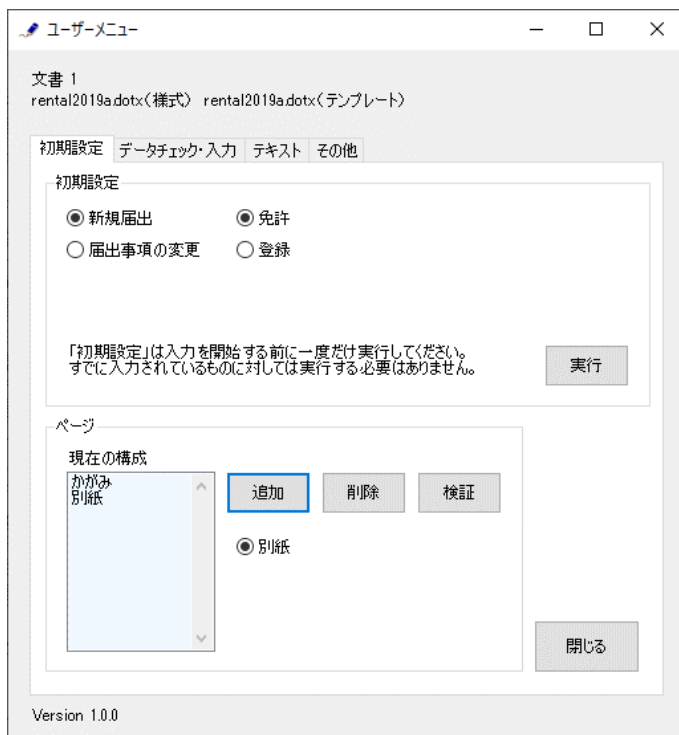 ユーザーメニュー
文書 1
rental2019a.dotx(様式) rental2019a.dotx(テンプレート)
初期設定 データチェック・入力 テキスト その他
初期設定
新規届出 免許
届出事項の変更 登録
「初期設定」は入力を開始する前に一度だけ実行してください。
すでに入力されているものに対しては実行する必要はありません。
実行
ページ
現在の構成
かがみ
別紙
追加 削除 検証
別紙
閉じる
Version 1.0.0